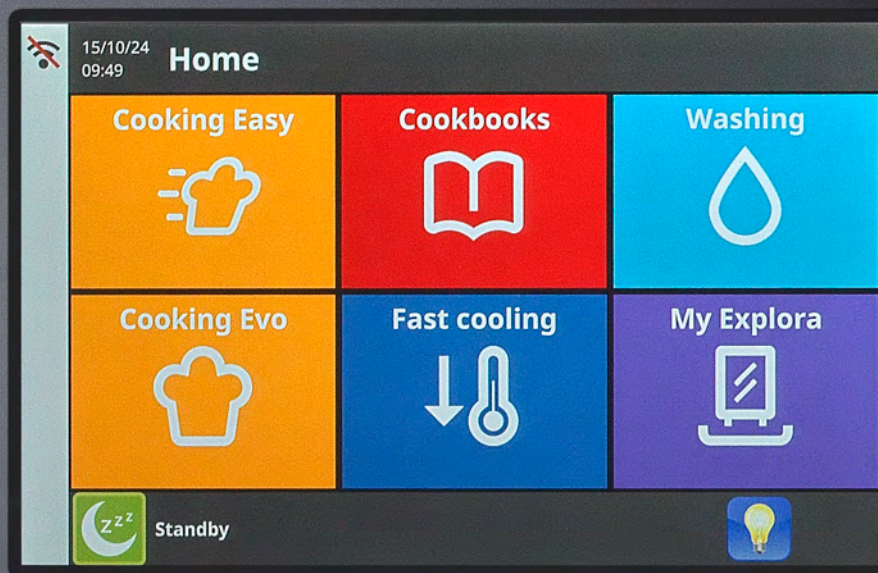 15/10/24
09:49
Home
Cooking Easy
Cookbooks
Washing
Cooking Evo
Fast cooling
My Explora
zzz
Standby